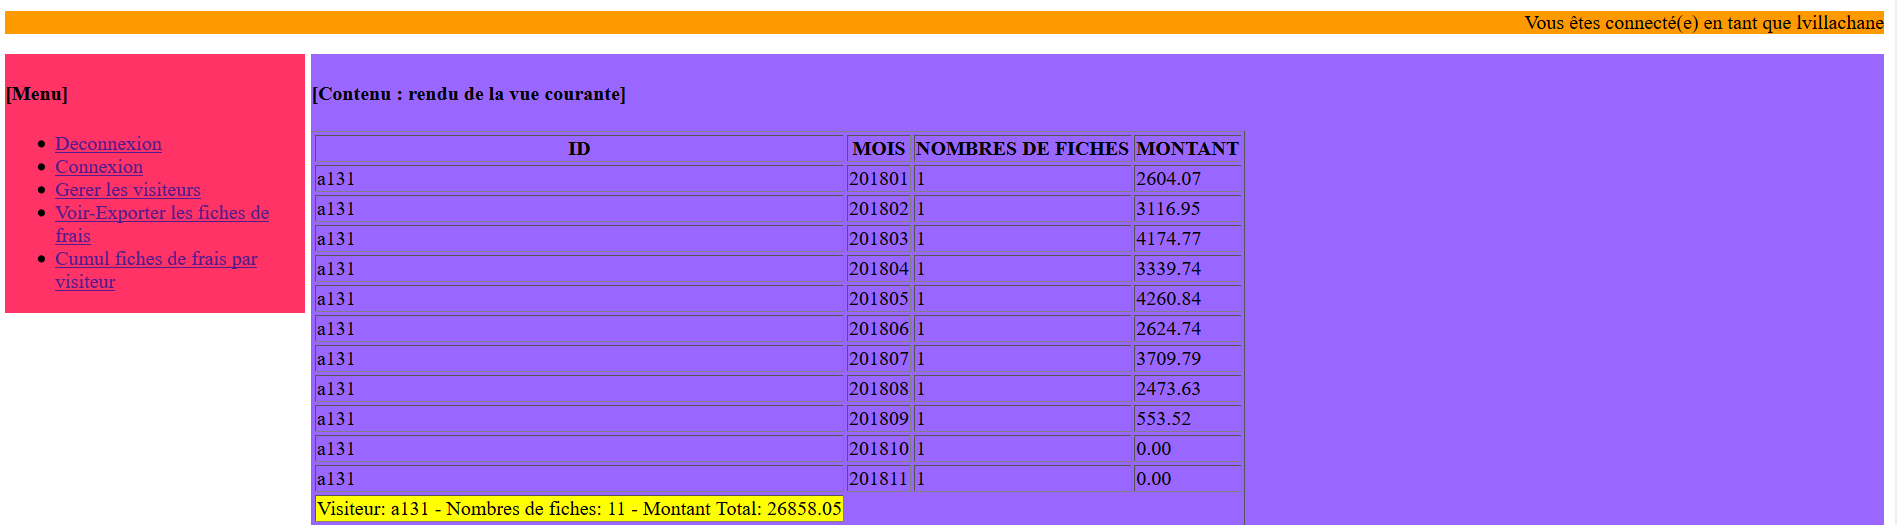 Vous êtes connecté(e) en tant que lvillachane
[Menu]
Deconnexion
Connexion
Gerer les visiteurs
Voir-Exporter les fiches de
frais
Cumul fiches de frais par
visiteur
[Contenu : rendu de la vue courante]
ID MOIS NOMBRES DE FICHES MONTANT
a131 201801 1 2604.07
a131 201802 1 3116.95
a131 201803 1 4174.77
a131 201804 1 3339.74
a131 201805 1 4260.84
a131 201806 1 2624.74
a131 201807 1 3709.79
a131 201808 1 2473.63
a131 201809 1 553.52
a131 201810 1 0.00
a131 201811 1 0.00
Visiteur: a131 - Nombres de fiches: 11 - Montant Total: 26858.05